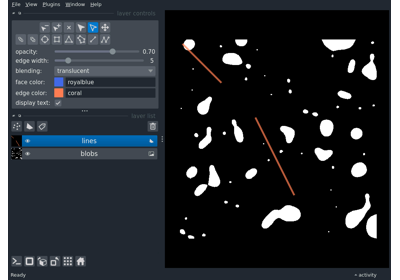 File View Plugins Window Help
layer controls
opacity: 0.70
edge width: 5
blending: translucent
face color: royalblue
edge color: coral
display text:
layer list
lines
blobs
Ready
activity